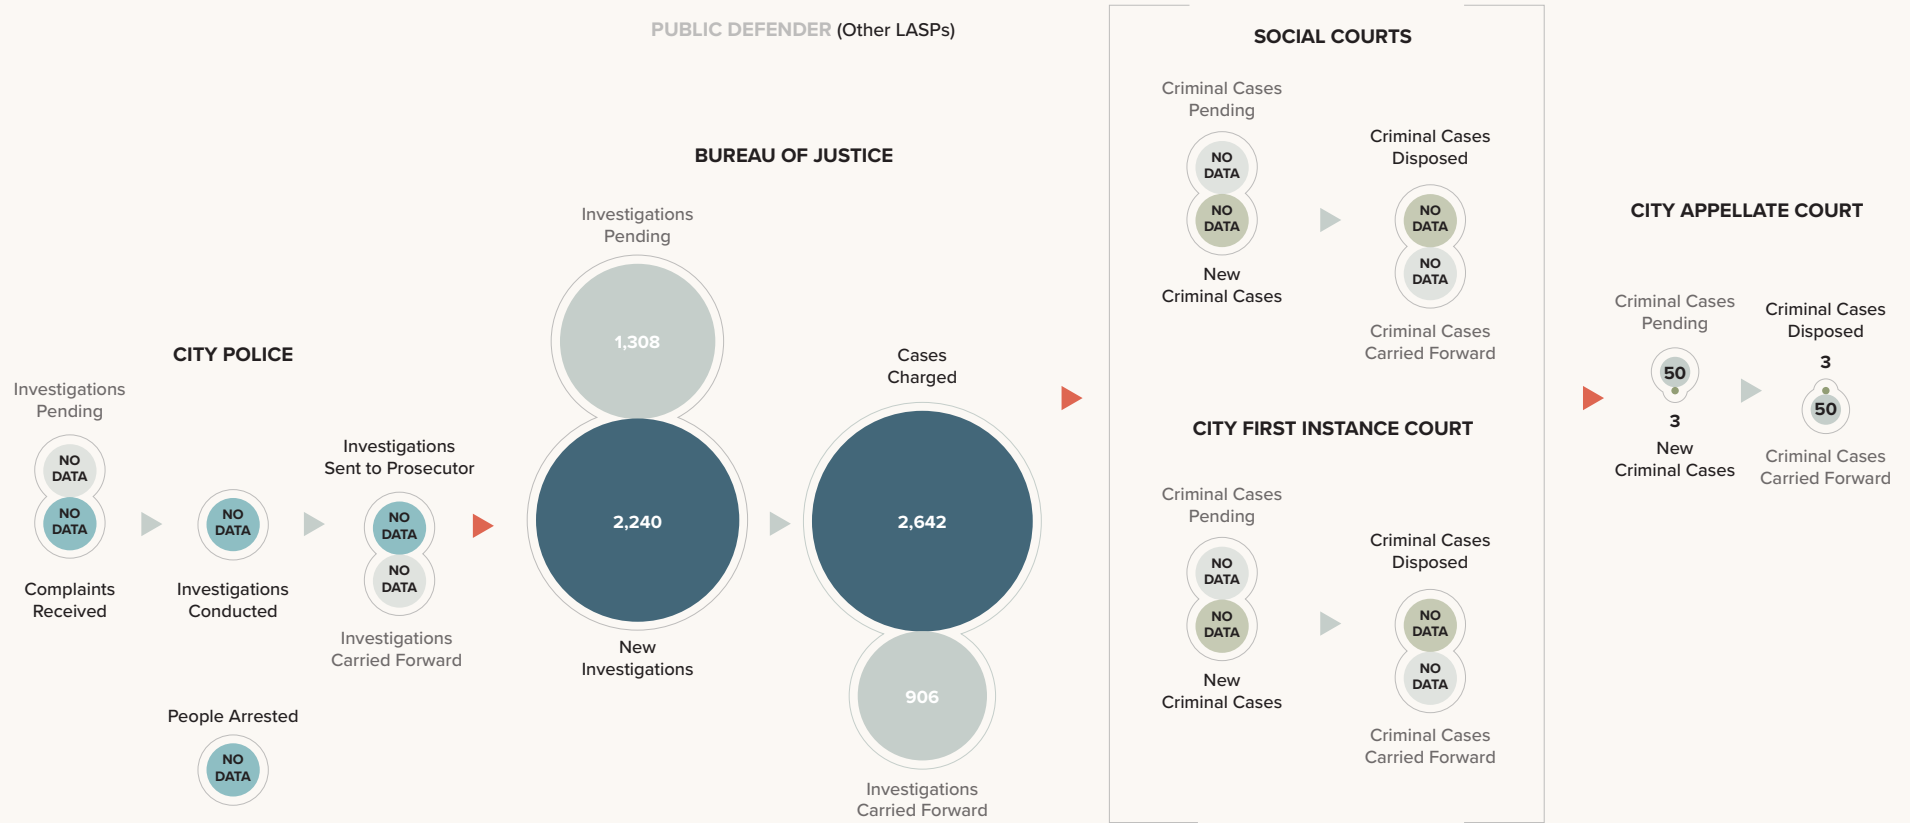 PUBLIC DEFENDER (Other LASPs)
CITY POLICE
Investigations
Pending
NO
DATA
NO
DATA
Complaints
Received
NO
DATA
Investigations
Conducted
Investigations
Sent to Prosecutor
NO
DATA
NO
DATA
Investigations
Carried Forward
People Arrested
NO
DATA
BUREAU OF JUSTICE
Investigations
Pending
1,308
2,240
New
Investigations
Cases
Charged
2,642
906
Investigations
Carried Forward
SOCIAL COURTS
Criminal Cases
Pending
NO
DATA
NO
DATA
New
Criminal Cases
Criminal Cases
Disposed
NO
DATA
NO
DATA
Criminal Cases
Carried Forward
CITY FIRST INSTANCE COURT
Criminal Cases
Pending
NO
DATA
NO
DATA
New
Criminal Cases
Criminal Cases
Disposed
NO
DATA
NO
DATA
Criminal Cases
Carried Forward
CITY APPELLATE COURT
Criminal Cases
Pending
50
3
New
Criminal Cases
Criminal Cases
Disposed
3
50
Criminal Cases
Carried Forward